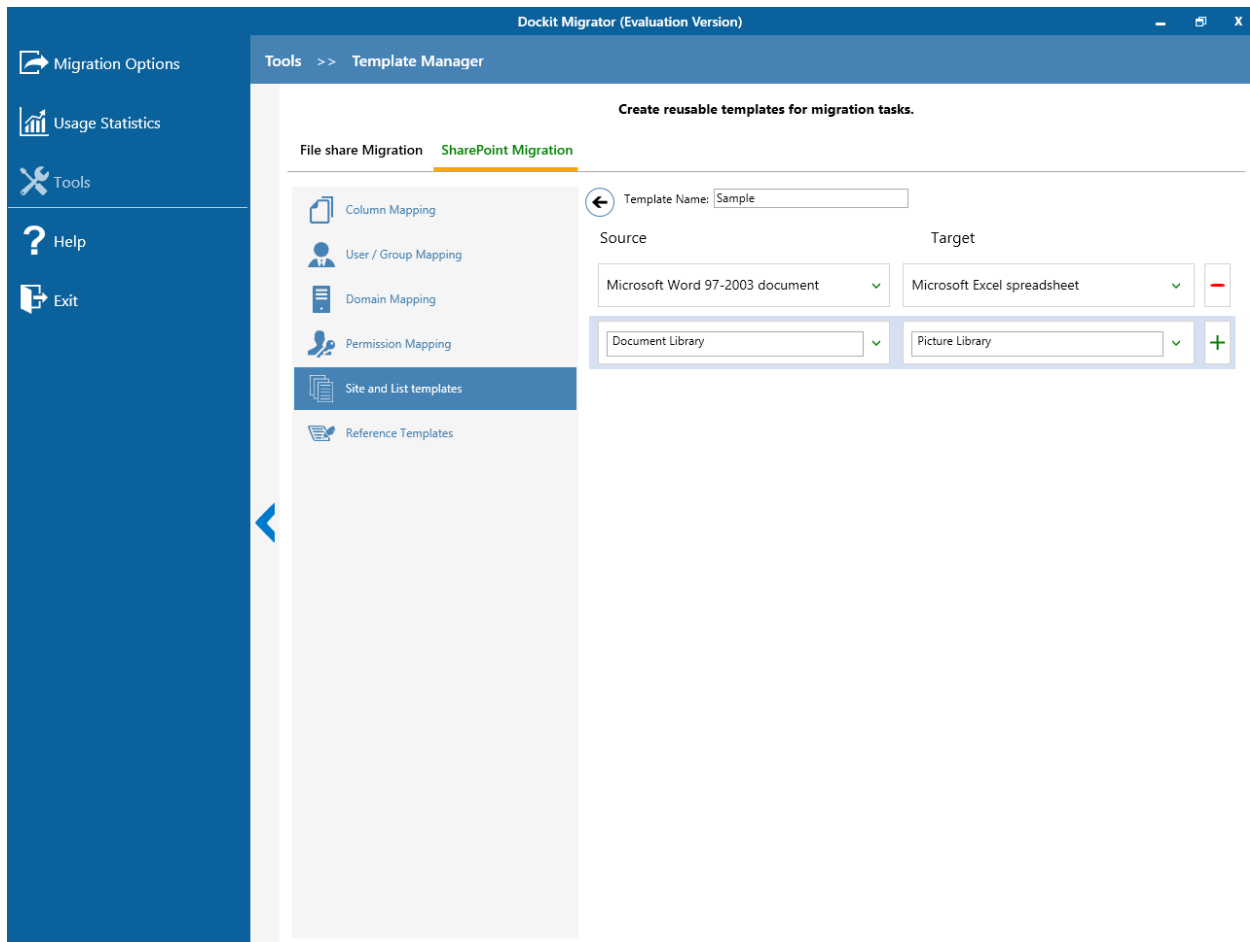 Dockit Migrator (Evaluation Version)
X
Migration Options
Usage Statistics
Tools
Help
Exit
Tools >> Template Manager
Create reusable templates for migration tasks.
File share Migration SharePoint Migration
Column Mapping
User / Group Mapping
Domain Mapping
Permission Mapping
Site and List templates
Reference Templates
Template Name: Sample
Source Target
Microsoft Word 97-2003 document Microsoft Excel spreadsheet
Document Library Picture Library